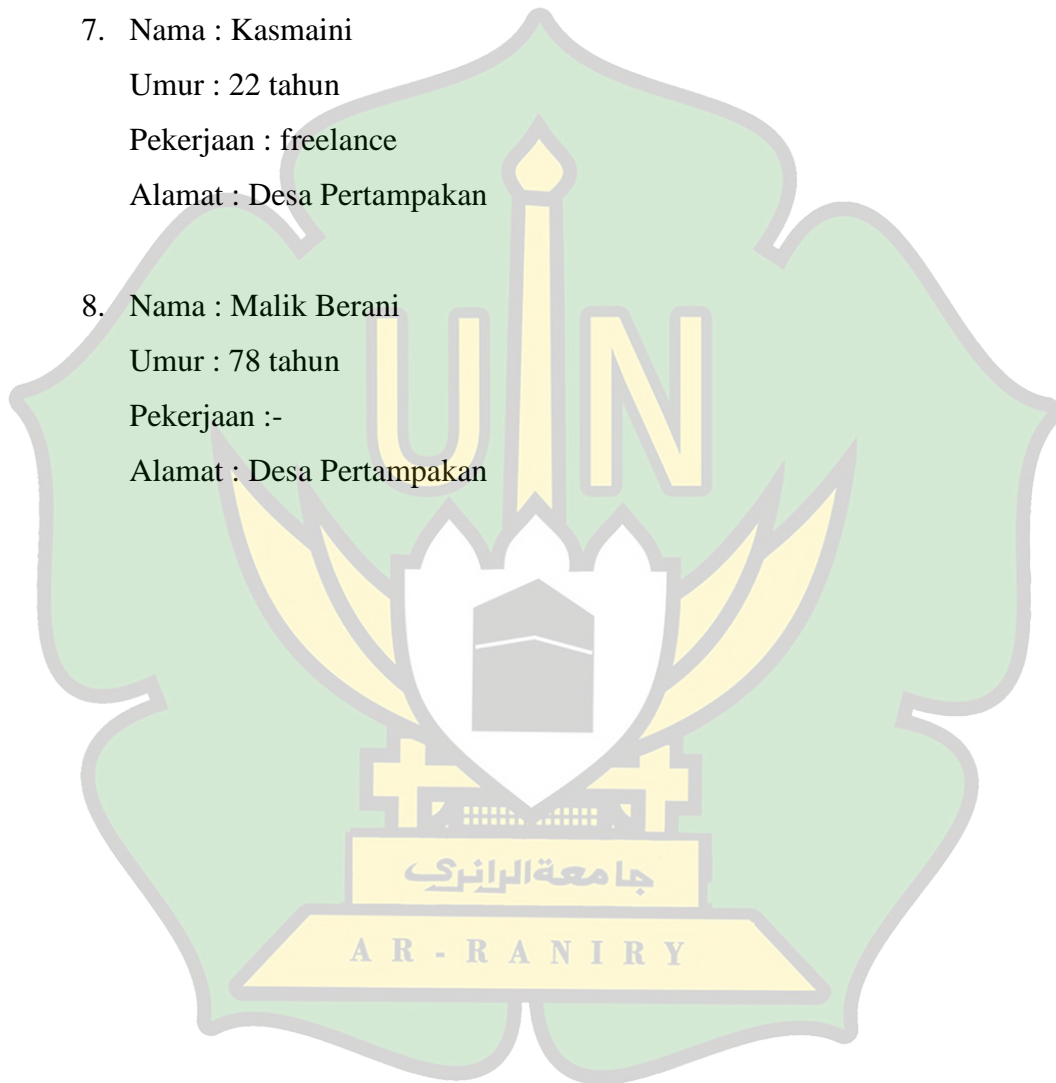 7. Nama : Kasmaini
Umur : 22 tahun
Pekerjaan : freelance
Alamat : Desa Pertampakan
8. Nama : Malik Berani
Umur : 78 tahun
Pekerjaan :-
Alamat : Desa Pertampakan
UIN
جامعة الرانري
AR-RANIRY